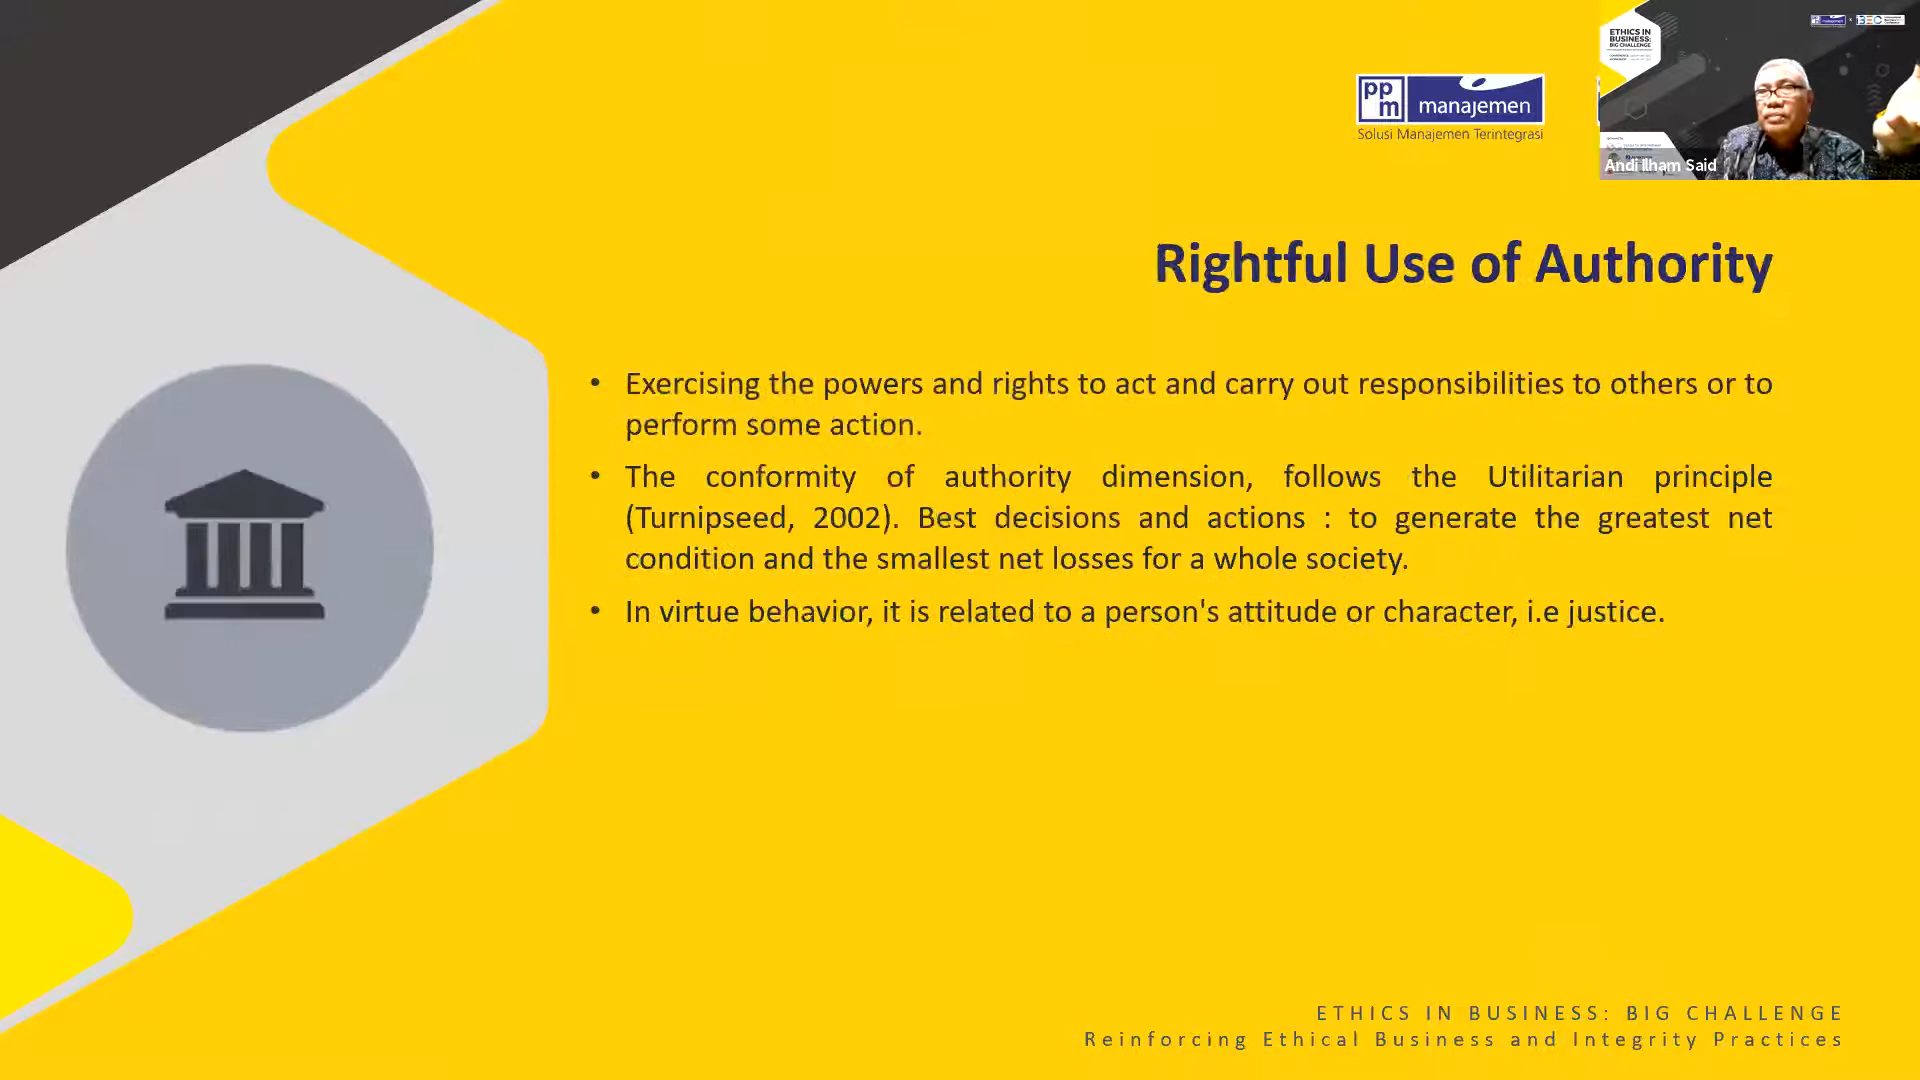 ETHICS IN
BUSINESS:
BIG CHALLENGE
ppm manajemen
Solusi Manajemen Terintegrasi
Andi Ilham Said
Rightful Use of Authority
• Exercising the powers and rights to act and carry out responsibilities to others or to
perform some action.
• The conformity of authority dimension, follows the Utilitarian principle
(Turnipseed, 2002). Best decisions and actions : to generate the greatest net
condition and the smallest net losses for a whole society.
• In virtue behavior, it is related to a person's attitude or character, i.e justice.
ETHICS IN BUSINESS: BIG CHALLENGE
Reinforcing Ethical Business and Integrity Practices